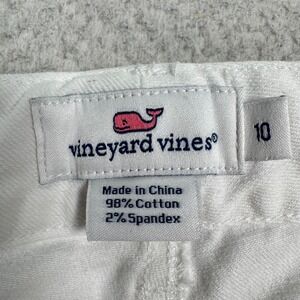 vineyard vines®
10
Made in China
98% Cotton
2% Spandex